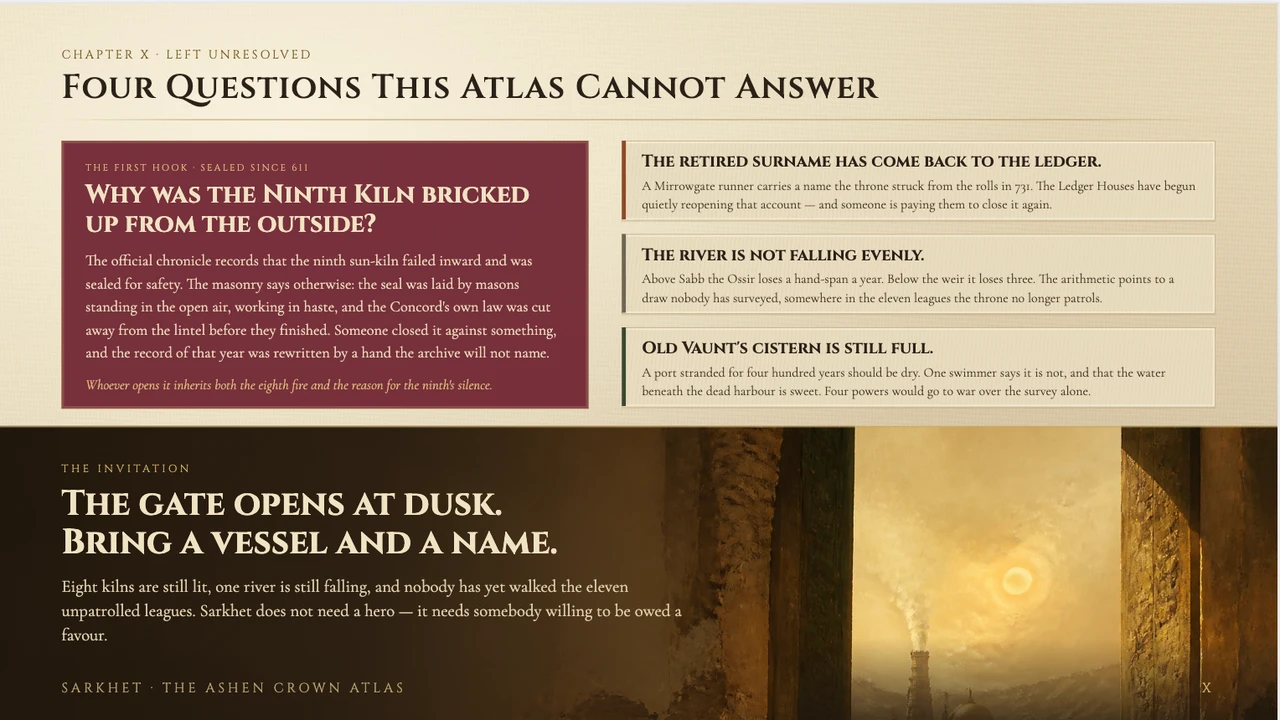 CHAPTER X · LEFT UNRESOLVED
Four Questions This Atlas Cannot Answer
THE FIRST HOOK · SEALED SINCE 611
Why was the Ninth Kiln bricked
up from the outside?
The official chronicle records that the ninth sun-kiln failed inward and was
sealed for safety. The masonry says otherwise: the seal was laid by masons
standing in the open air, working in haste, and the Concord's own law was cut
away from the lintel before they finished. Someone closed it against something,
and the record of that year was rewritten by a hand the archive will not name.
Whoever opens it inherits both the eighth fire and the reason for the ninth's silence.
The retired surname has come back to the ledger.
A Mirrowgate runner carries a name the throne struck from the rolls in 731. The Ledger Houses have begun
quietly reopening that account — and someone is paying them to close it again.
The river is not falling evenly.
Above Sabb the Ossir loses a hand-span a year. Below the weir it loses three. The arithmetic points to a
draw nobody has surveyed, somewhere in the eleven leagues the throne no longer patrols.
Old Vaunt's cistern is still full.
A port stranded for four hundred years should be dry. One swimmer says it is not, and that the water
beneath the dead harbour is sweet. Four powers would go to war over the survey alone.
THE INVITATION
The gate opens at dusk.
Bring a vessel and a name.
Eight kilns are still lit, one river is still falling, and nobody has yet walked the eleven
unpatrolled leagues. Sarkhet does not need a hero — it needs somebody willing to be owed a
favour.
SARKHET · THE ASHEN CROWN ATLAS
X